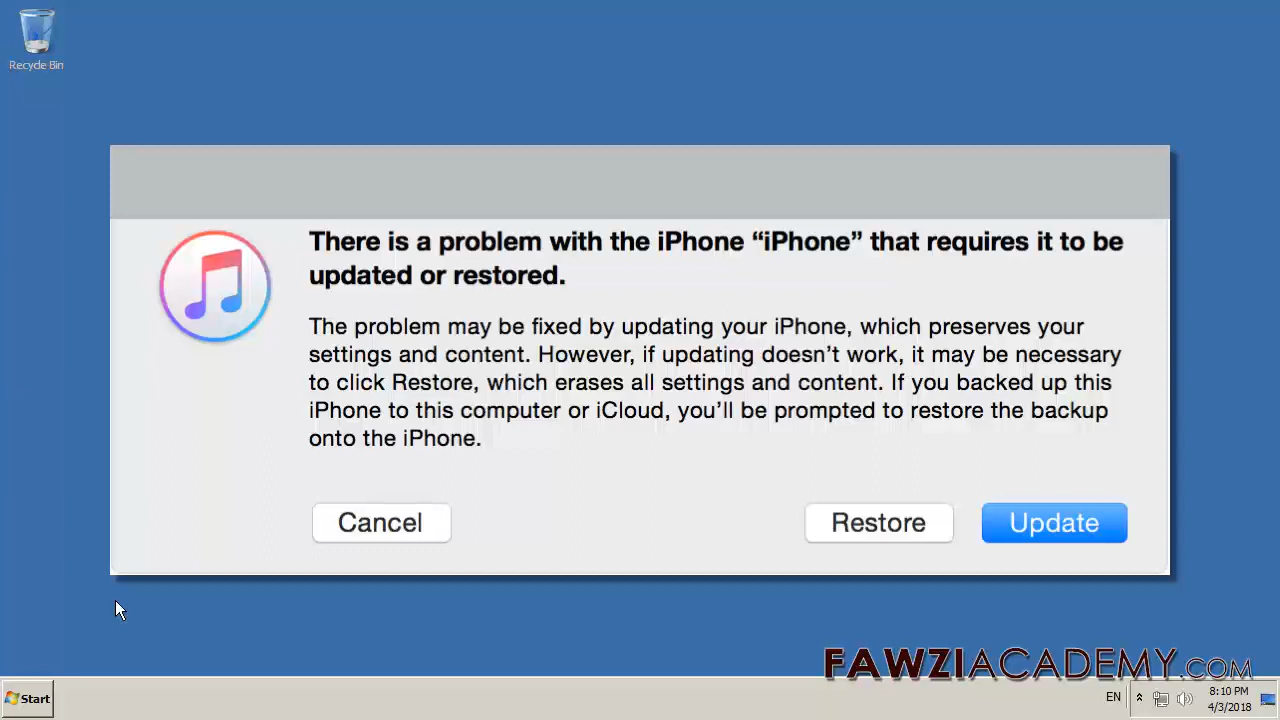 Recycle Bin
There is a problem with the iPhone “iPhone” that requires it to be
updated or restored.
The problem may be fixed by updating your iPhone, which preserves your
settings and content. However, if updating doesn’t work, it may be necessary
to click Restore, which erases all settings and content. If you backed up this
iPhone to this computer or iCloud, you’ll be prompted to restore the backup
onto the iPhone.
Cancel
Restore
Update
FAWZIACADEMY.COM
Start
EN
8:10 PM
4/3/2018